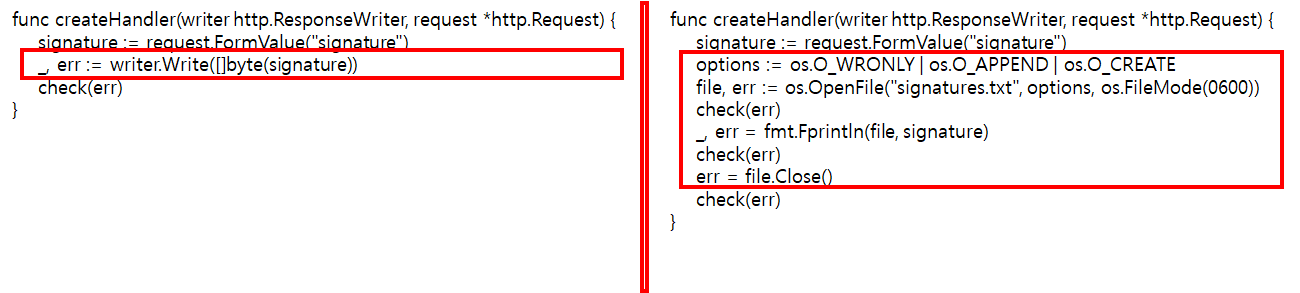 func createHandler(writer http.ResponseWriter, request *http.Request) {
signature := request.FormValue("signature")
_, err := writer.Write([]byte(signature))
check(err)
}
func createHandler(writer http.ResponseWriter, request *http.Request) {
signature := request.FormValue("signature")
options := os.O_WRONLY | os.O_APPEND | os.O_CREATE
file, err := os.OpenFile("signatures.txt", options, os.FileMode(0600))
check(err)
_, err = fmt.Fprintln(file, signature)
check(err)
err = file.Close()
check(err)
}